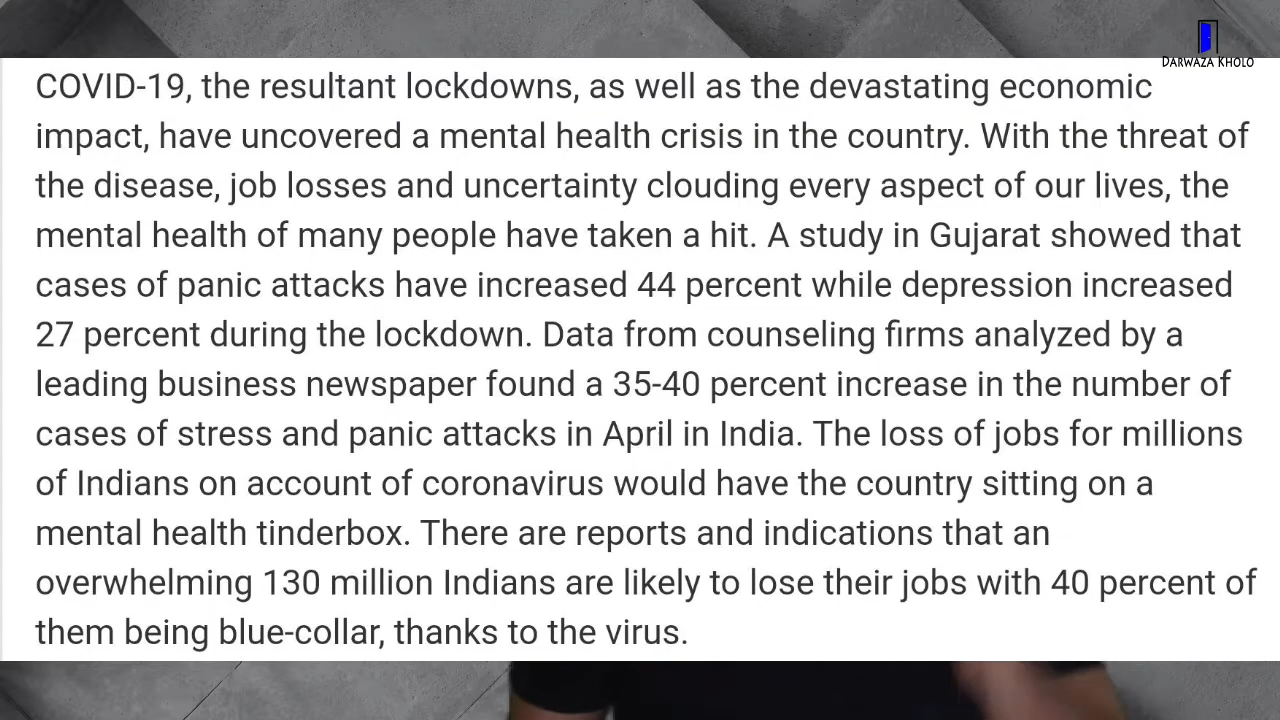 DARWAZA KHOLO
COVID-19, the resultant lockdowns, as well as the devastating economic
impact, have uncovered a mental health crisis in the country. With the threat of
the disease, job losses and uncertainty clouding every aspect of our lives, the
mental health of many people have taken a hit. A study in Gujarat showed that
cases of panic attacks have increased 44 percent while depression increased
27 percent during the lockdown. Data from counseling firms analyzed by a
leading business newspaper found a 35-40 percent increase in the number of
cases of stress and panic attacks in April in India. The loss of jobs for millions
of Indians on account of coronavirus would have the country sitting on a
mental health tinderbox. There are reports and indications that an
overwhelming 130 million Indians are likely to lose their jobs with 40 percent of
them being blue-collar, thanks to the virus.